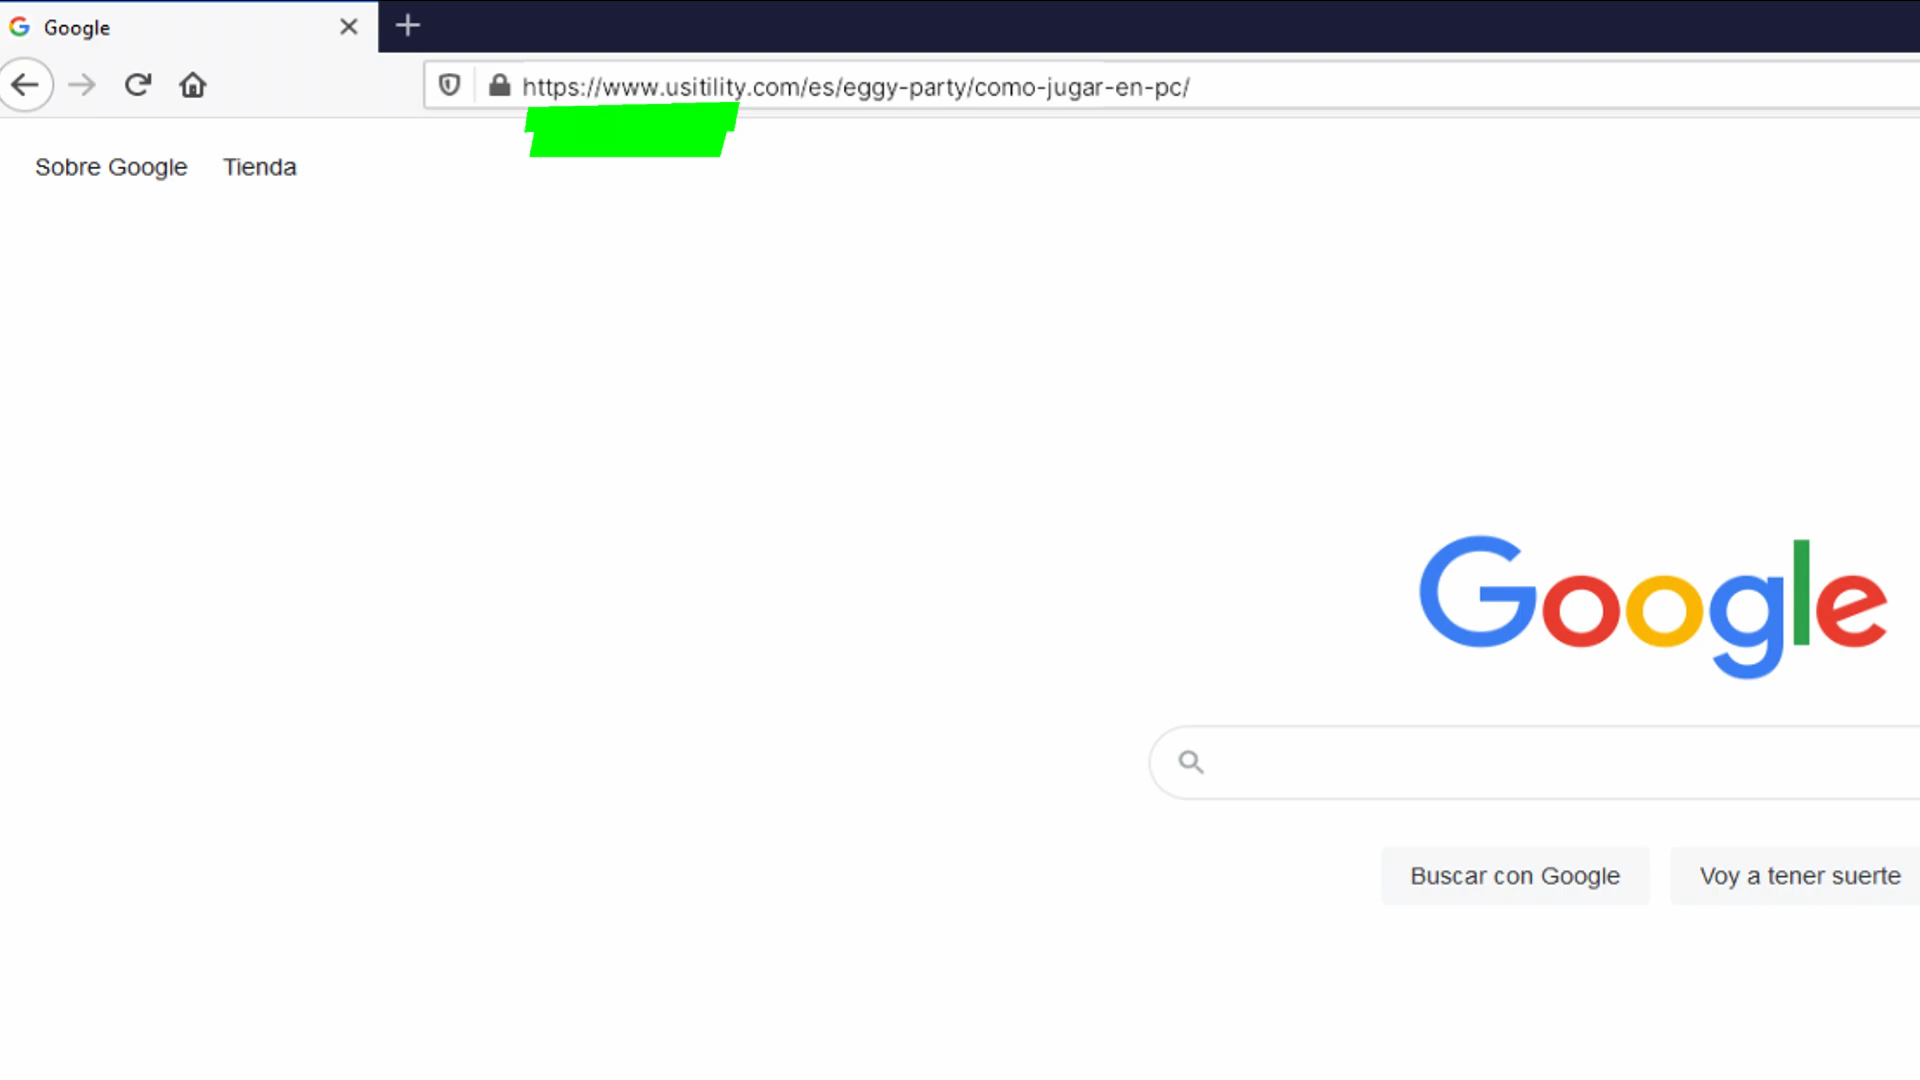 Google
https://www.usitility.com/es/eggy-party/como-jugar-en-pc/
Sobre Google Tienda
Google
Buscar con Google Voy a tener suerte